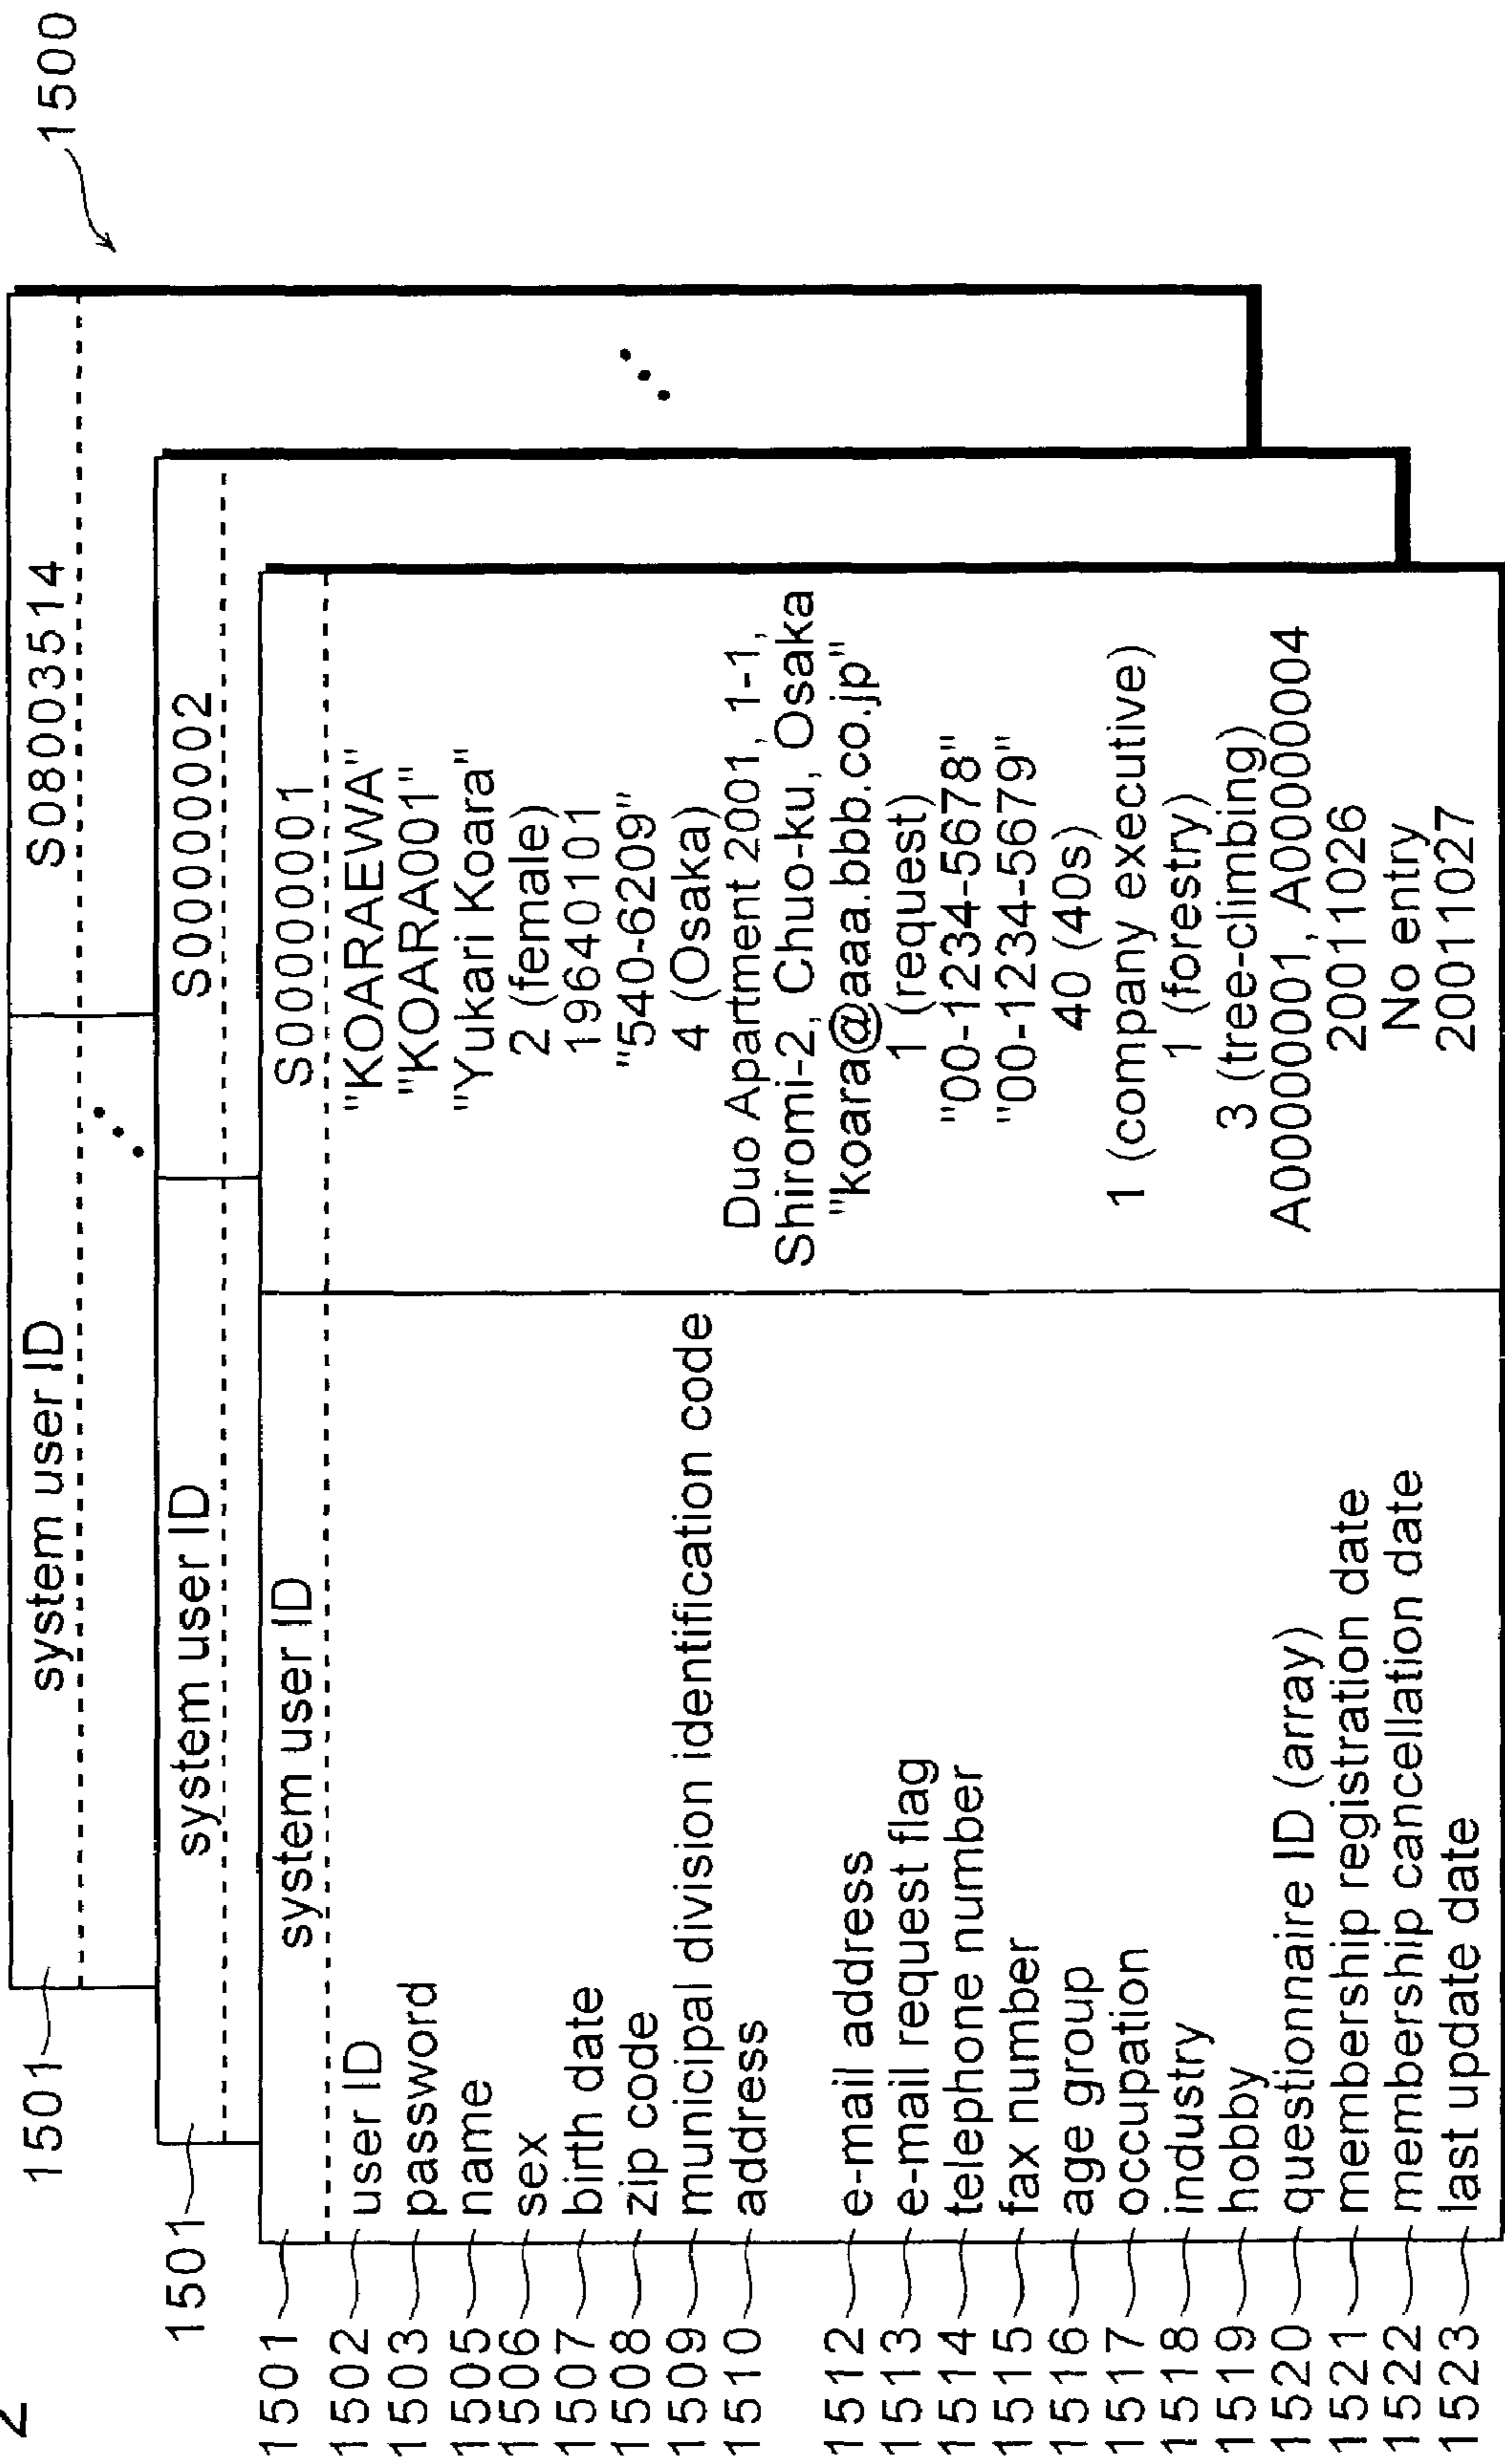 2
1500
1501 system user ID S08003514
1501 system user ID S00000002
1501 system user ID S00000001
1502 user ID "KOARAEWA"
1503 password "KOARA001"
1505 name "Yukari Koara"
1506 sex 2 (female)
1507 birth date 19640101
1508 zip code "540-6209"
1509 municipal division identification code 4 (Osaka)
1510 address Duo Apartment 2001, 1-1,
Shiromi-2, Chuo-ku, Osaka
1512 e-mail address "koara@aaa.bbb.co.jp"
1513 e-mail request flag 1 (request)
1514 telephone number "00-1234-5678"
1515 fax number "00-1234-5679"
1516 age group 40 (40s)
1517 occupation 1 (company executive)
1518 industry 1 (forestry)
1519 hobby 3 (tree-climbing)
1520 questionnaire ID (array) A00000001, A00000004
1521 membership registration date 20011026
1522 membership cancellation date No entry
1523 last update date 20011027